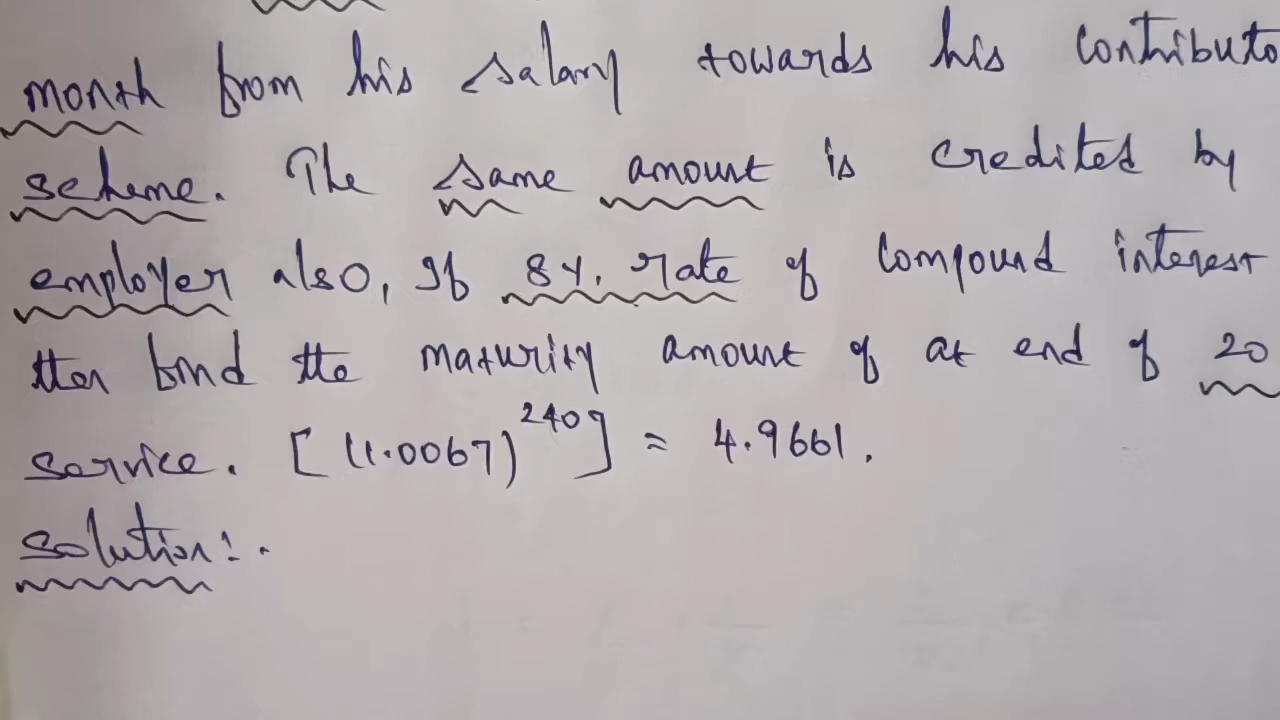 month from his salary towards his contributo
scheme. The same amount is credited by
employer also, If 8%. rate of compound interest
then find the maturity amount of at end of 20
service. [(1.0067)^240] = 4.9661.
solution:.